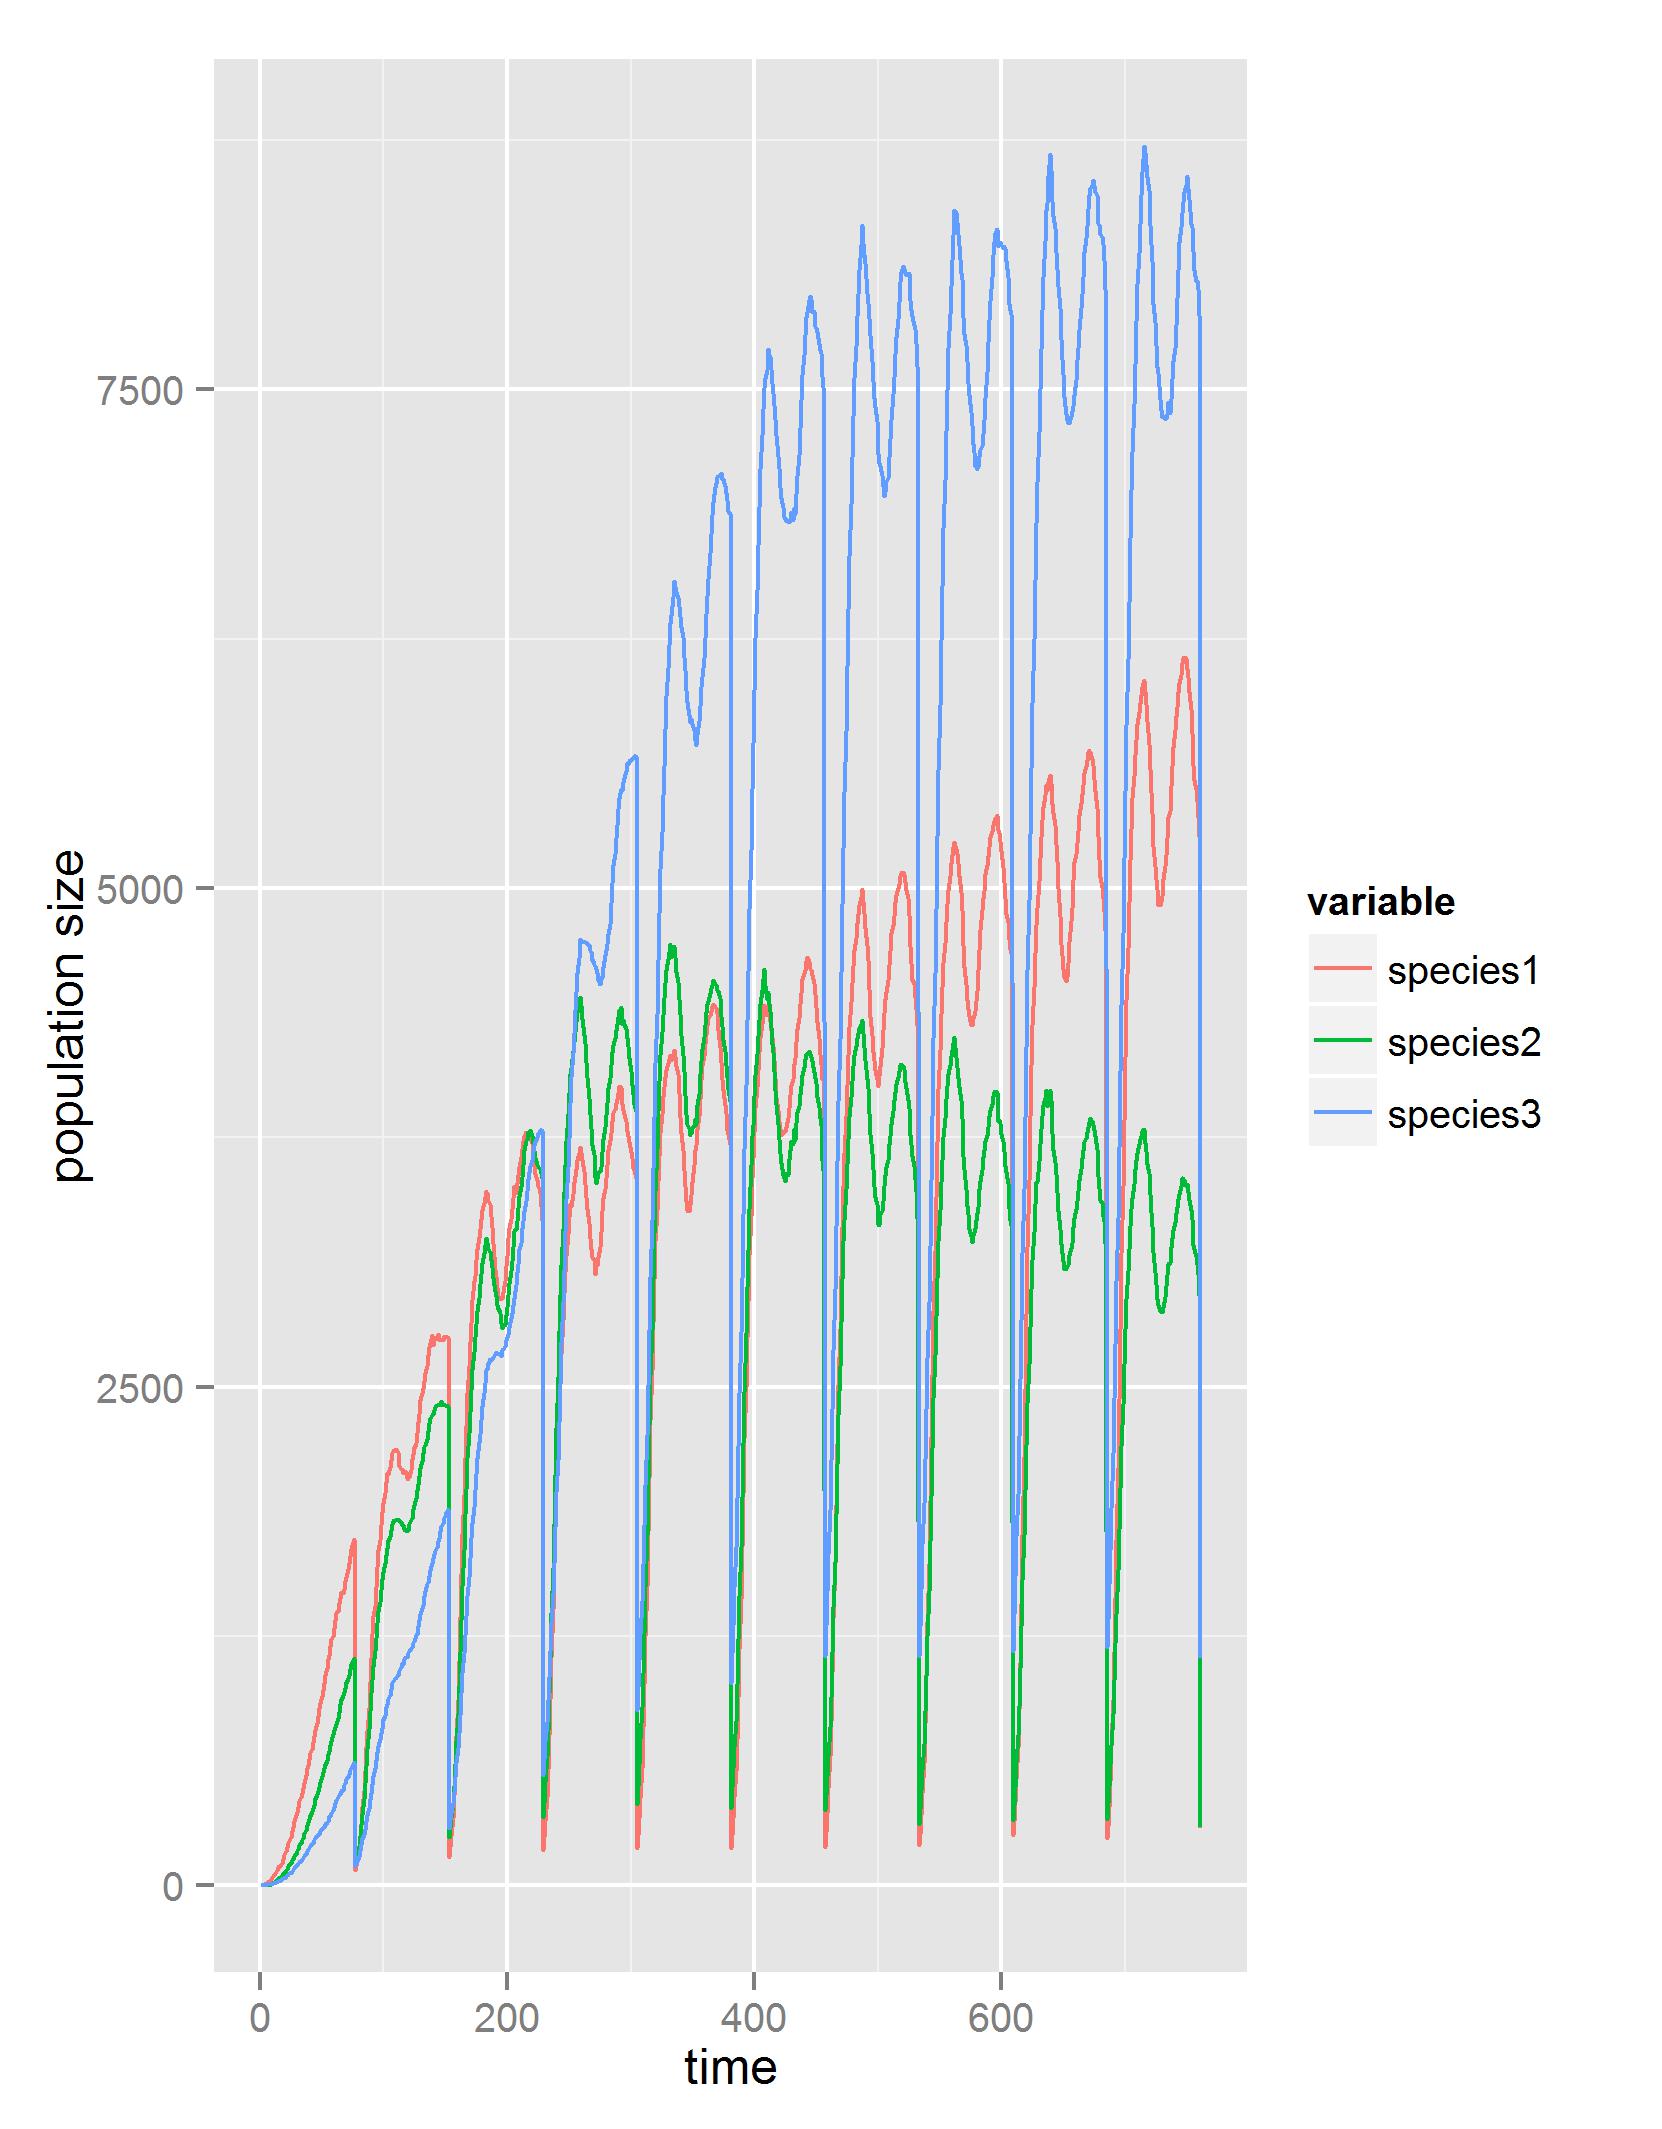 population size
7500
5000
2500
0
0 200 400 600
time
variable
species1
species2
species3